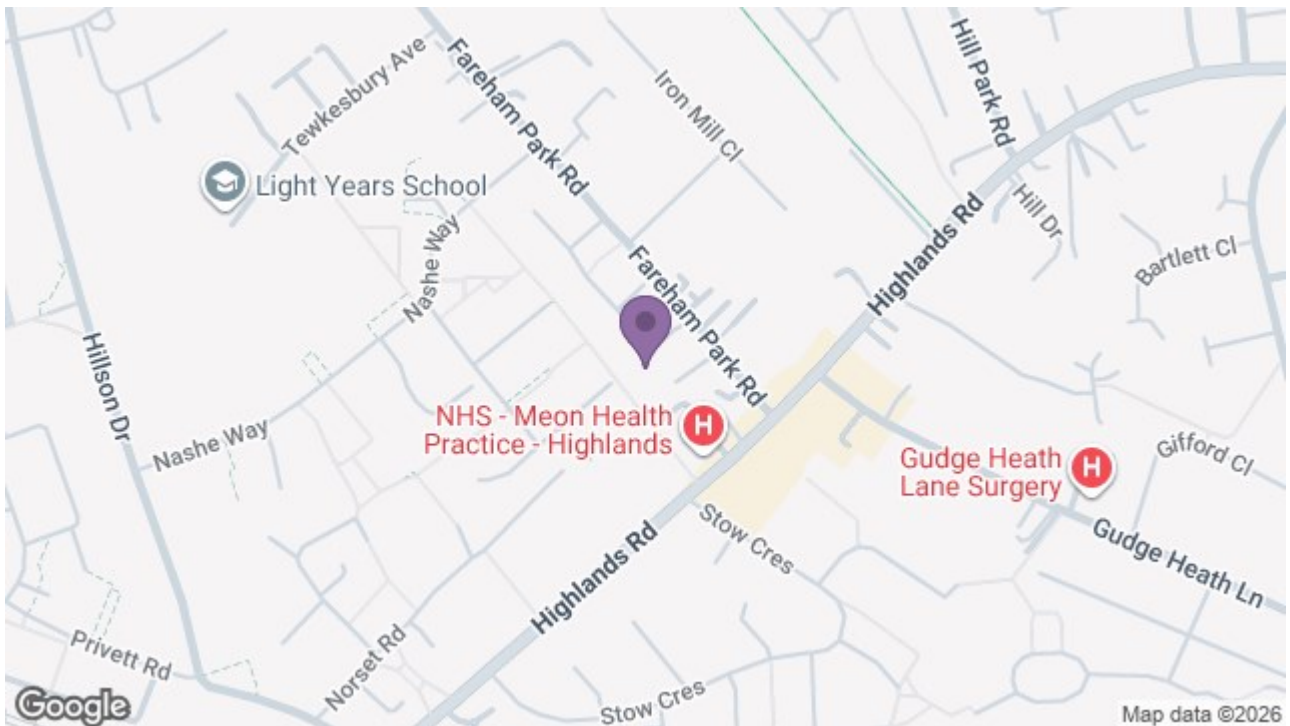 Tewkesbury Ave
Fareham Park Rd
Iron Mill Cl
Hill Park Rd
Light Years School
Nashe Way
Highlands Rd
Hill Dr
Bartlett Cl
Fareham Park Rd
Hillson Dr
Nashe Way
NHS - Meon Health
Practice - Highlands
Gudge Heath
Lane Surgery
Gifford Cl
Stow Cres
Gudge Heath Ln
Highlands Rd
Privett Rd
Norset Rd
Stow Cres
Google
Map data ©2026